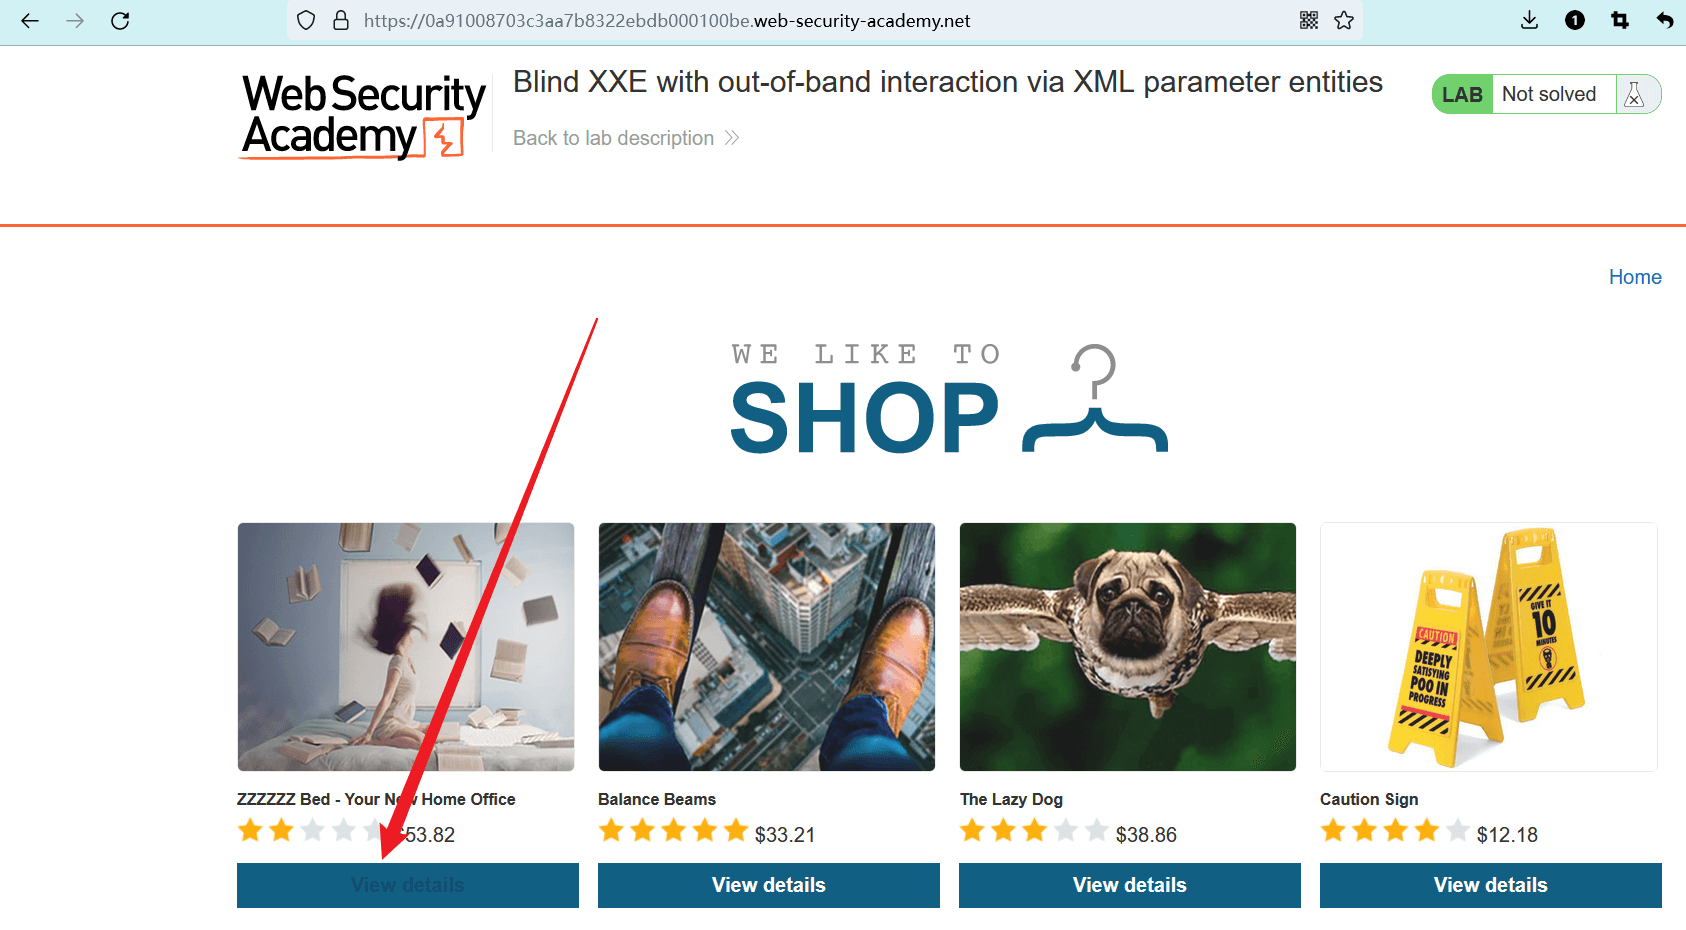 https://0a91008703c3aa7b8322ebdb000100be.web-security-academy.net
1
Web Security
Academy
Blind XXE with out-of-band interaction via XML parameter entities
Back to lab description
LAB Not solved
Home
WE LIKE TO
SHOP
GIVE IT
10
MINUTES
CAUTION
DEEPLY
SATISFYING
POO IN
PROGRESS
ZZZZZZ Bed - Your New Home Office
Balance Beams
The Lazy Dog
Caution Sign
$53.82
$33.21
$38.86
$12.18
View details
View details
View details
View details